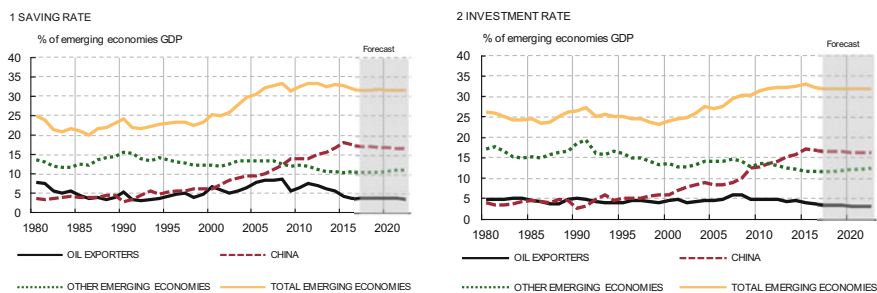 1 SAVING RATE
% of emerging economies GDP
Forecast
40
35
30
25
20
15
10
5
0
1980 1985 1990 1995 2000 2005 2010 2015 2020
OIL EXPORTERS CHINA
OTHER EMERGING ECONOMIES TOTAL EMERGING ECONOMIES
2 INVESTMENT RATE
% of emerging economies GDP
Forecast
40
35
30
25
20
15
10
5
0
1980 1985 1990 1995 2000 2005 2010 2015 2020
OIL EXPORTERS CHINA
OTHER EMERGING ECONOMIES TOTAL EMERGING ECONOMIES